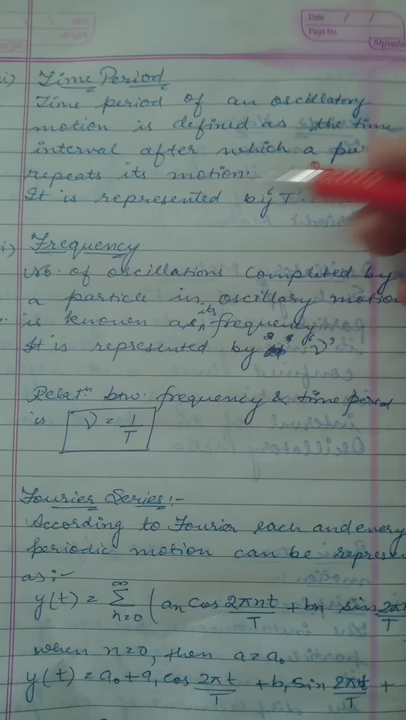 Date / /
Page No.
i) Time Period
Time period of an oscillatory
motion is defined as the time
interval after which a
repeats its motion.
It is represented by T.
i) Frequency
No. of oscillations completed by
a particle in oscillary motion
is known as its frequency
It is represented by 'ν'
Relatn btw. frequency & time period
is ν = 1/T
Fourier Series:-
According to Fourier each and every
periodic motion can be
as:-
y(t) = ∞ Σ n=0 (an cos 2πnt/T + bn sin
when n=0, then a = a₀
y(t) = a₀ + a₁ cos 2πt/T + b₁ sin 2πt/T +